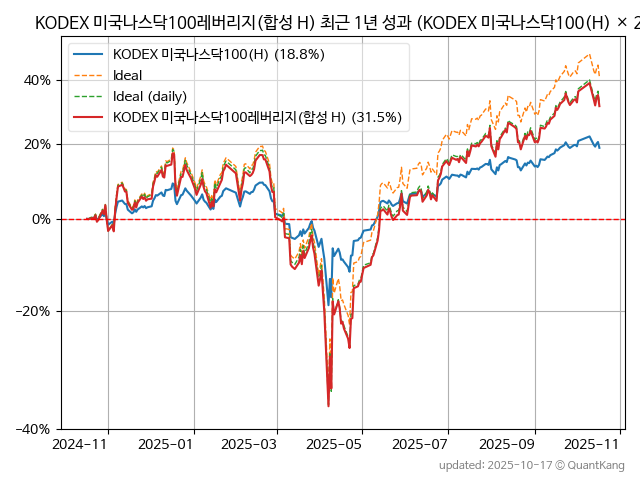 KODEX 미국나스닥100레버리지(합성 H) 최근 1년 성과 (KODEX 미국나스닥100(H) × 2
KODEX 미국나스닥100(H) (18.8%)
Ideal
Ideal (daily)
KODEX 미국나스닥100레버리지(합성 H) (31.5%)
40%
20%
0%
−20%
−40%
2024-11 2025-01 2025-03 2025-05 2025-07 2025-09 2025-11
updated: 2025-10-17 © QuantKang